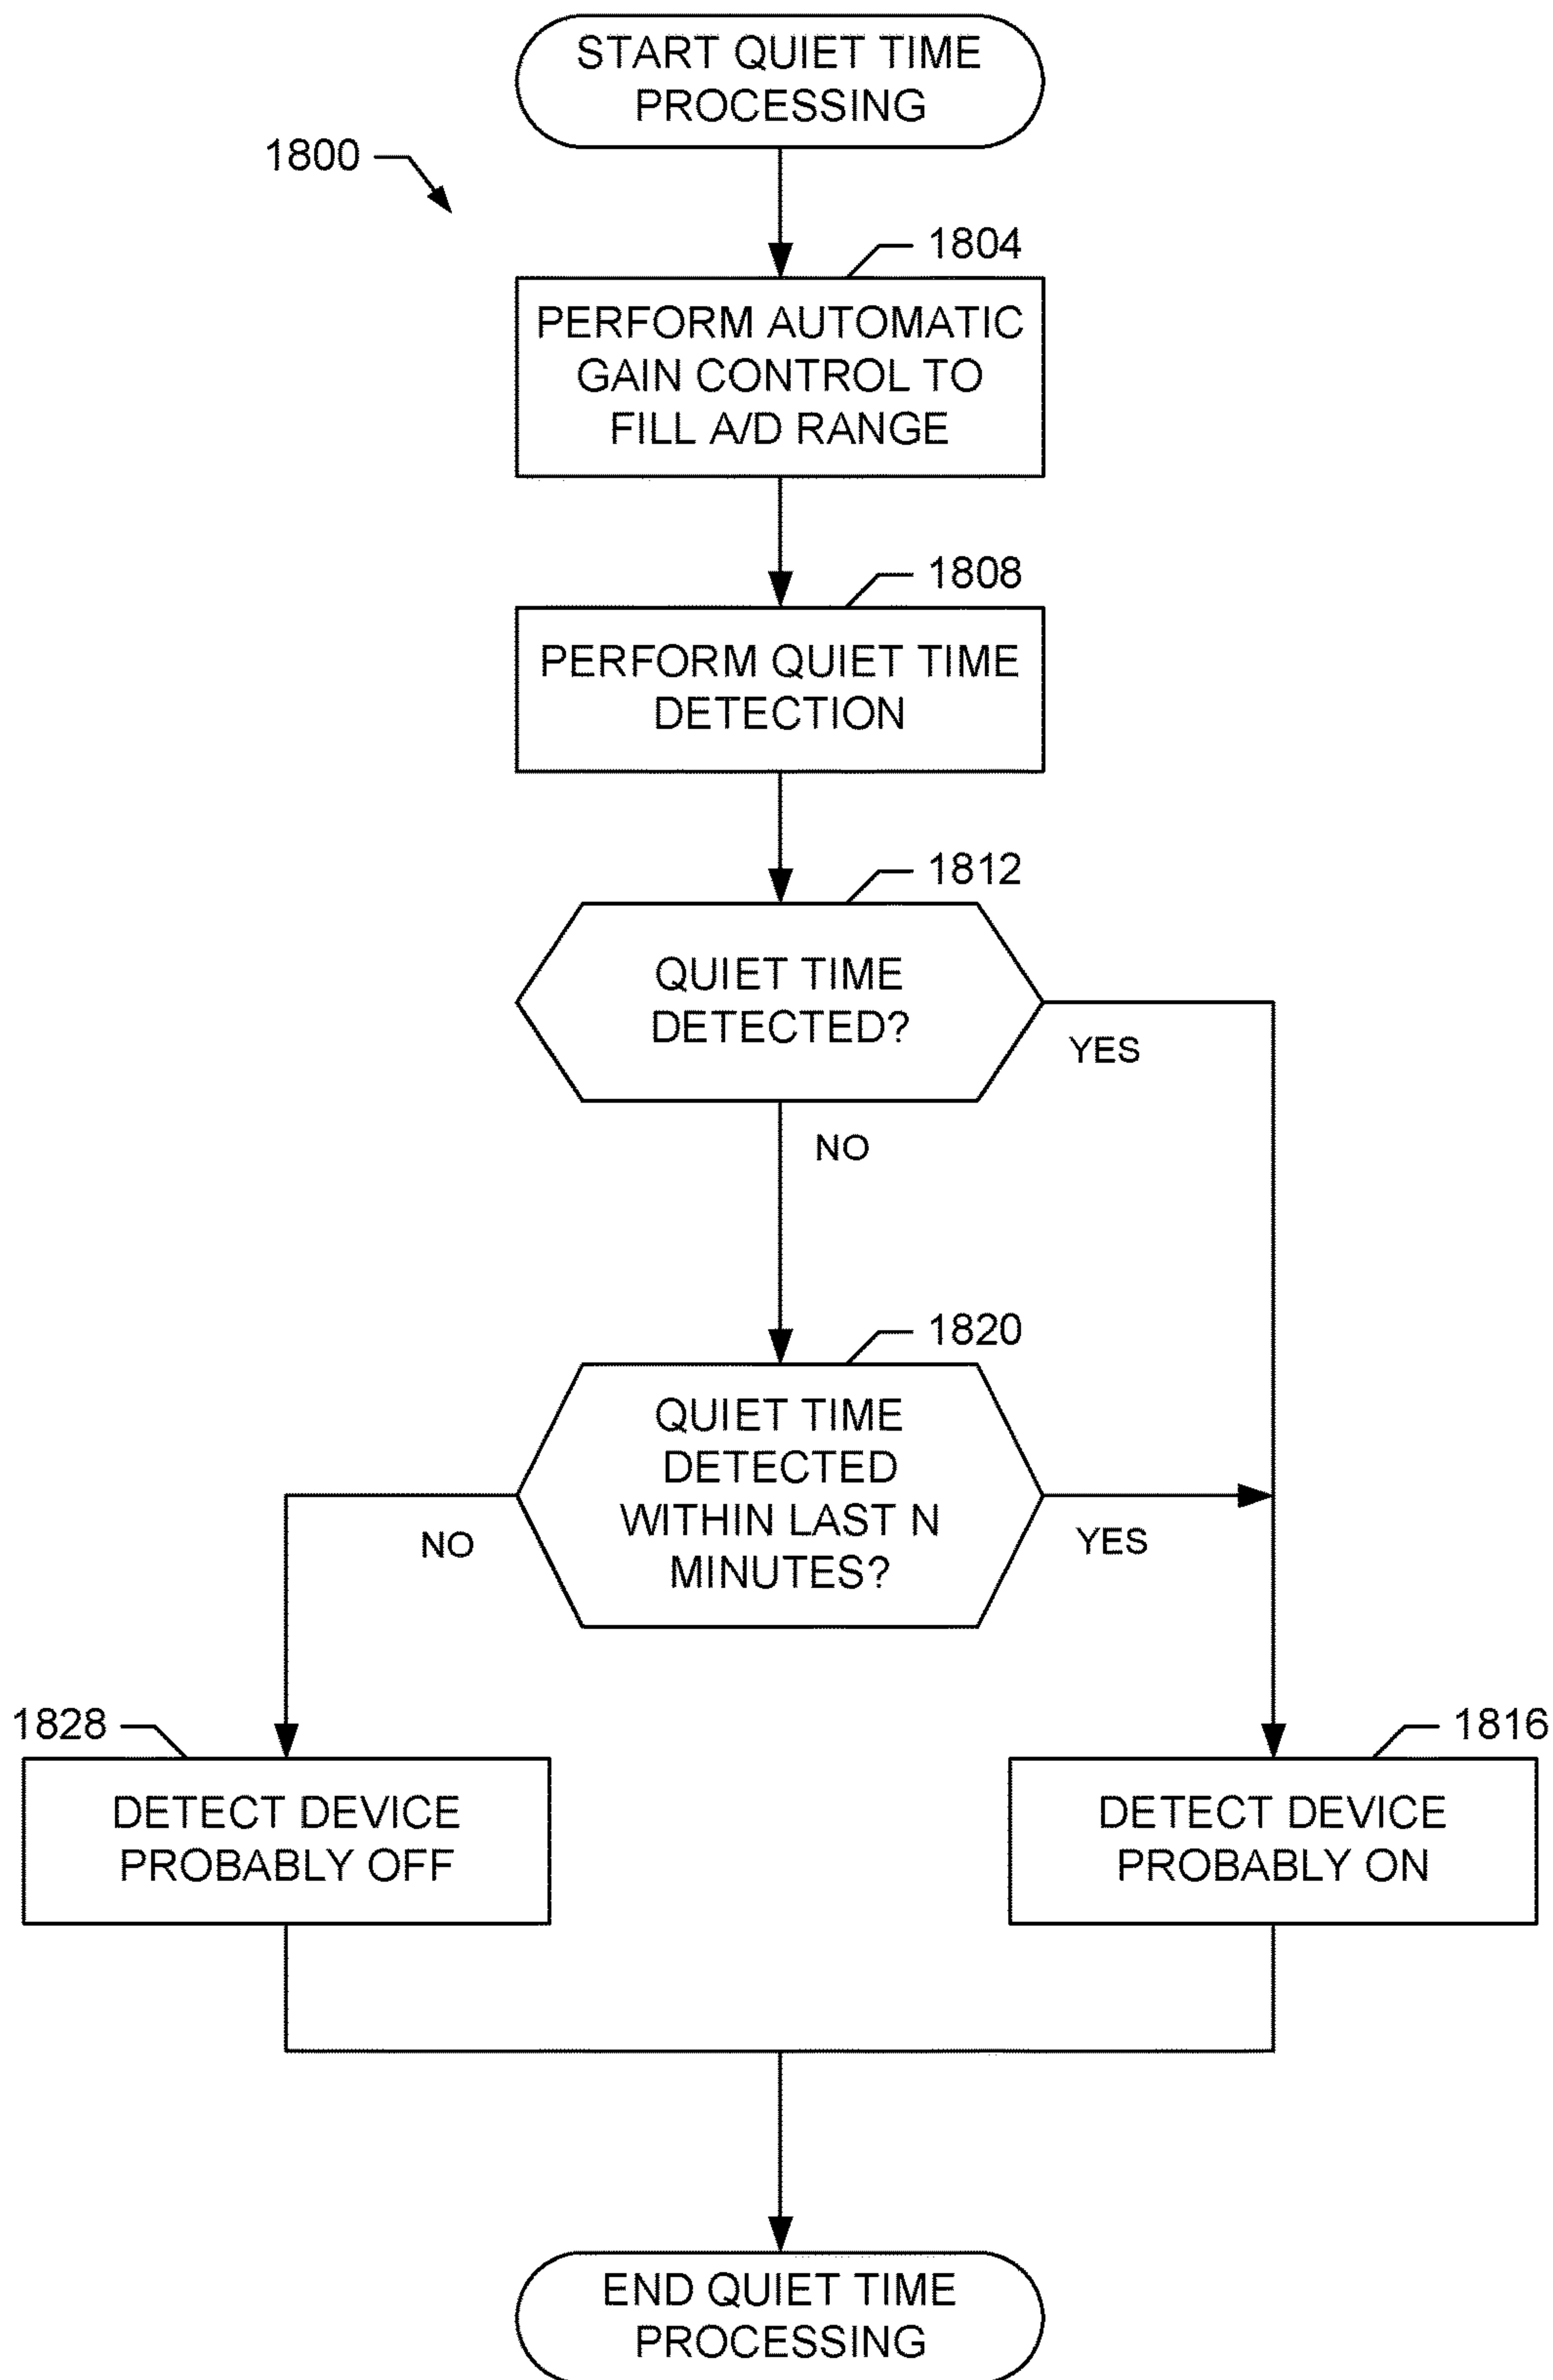 START QUIET TIME
PROCESSING
1800
1804
PERFORM AUTOMATIC
GAIN CONTROL TO
FILL A/D RANGE
1808
PERFORM QUIET TIME
DETECTION
1812
QUIET TIME
DETECTED?
YES
NO
1820
QUIET TIME
DETECTED
WITHIN LAST N
MINUTES?
NO
YES
1828
DETECT DEVICE
PROBABLY OFF
1816
DETECT DEVICE
PROBABLY ON
END QUIET TIME
PROCESSING